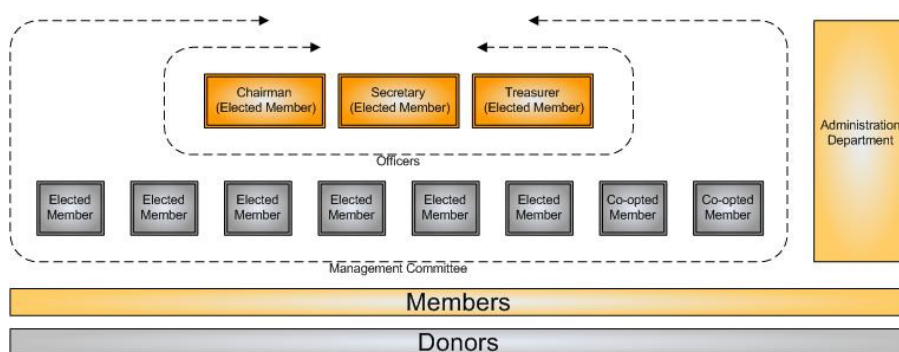 Chairman
(Elected Member)
Secretary
(Elected Member)
Treasurer
(Elected Member)
Administration
Department
Officers
Elected
Member
Elected
Member
Elected
Member
Elected
Member
Elected
Member
Elected
Member
Co-opted
Member
Co-opted
Member
Management Committee
Members
Donors